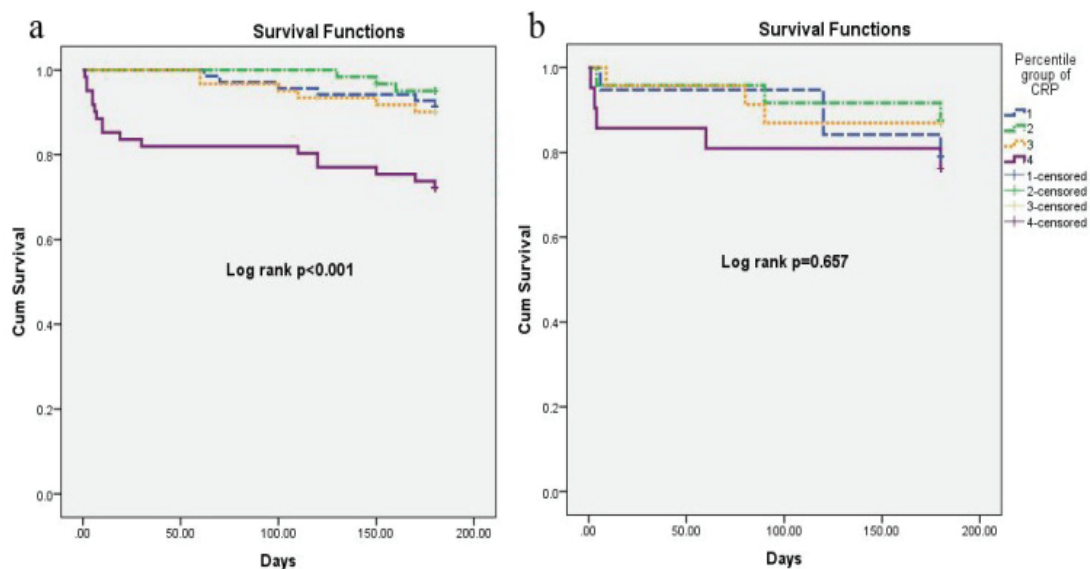 a
Survival Functions
1.0
0.8
0.6
0.4
0.2
0.0
Cum Survival
Log rank p<0.001
.00
50.00
100.00
150.00
200.00
Days
b
Survival Functions
1.0
0.8
0.6
0.4
0.2
0.0
Cum Survival
Log rank p=0.657
.00
50.00
100.00
150.00
200.00
Days
Percentile
group of
CRP
1
2
3
4
1-censored
2-censored
3-censored
4-censored